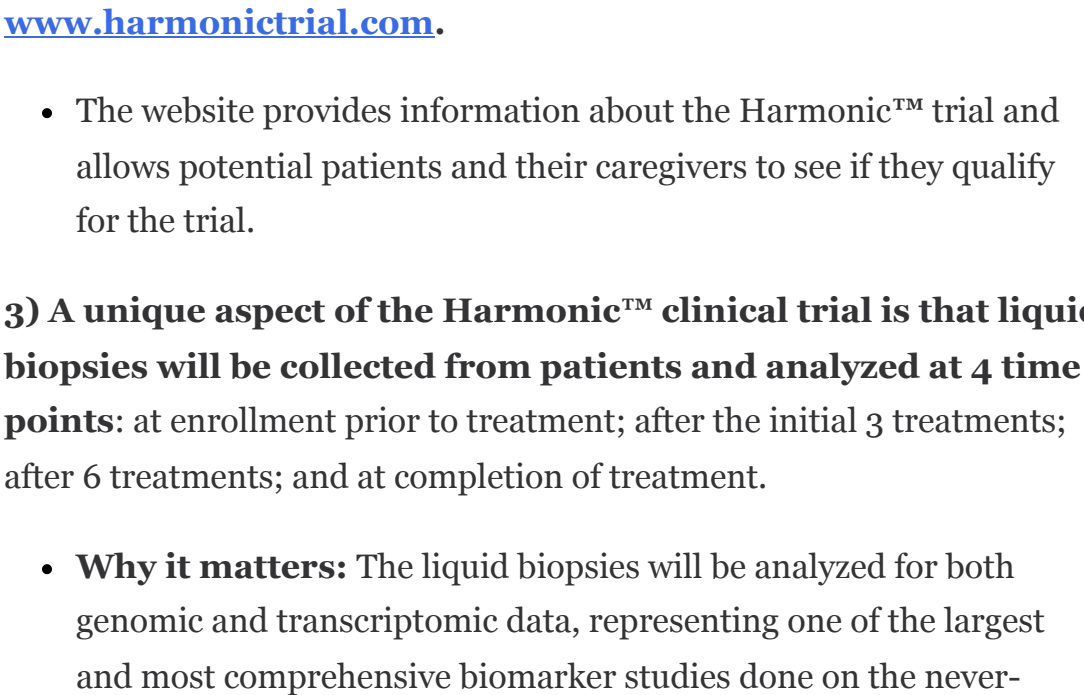 www.harmonictrial.com.
• The website provides information about the Harmonic™ trial and
allows potential patients and their caregivers to see if they qualify
for the trial.
3) A unique aspect of the Harmonic™ clinical trial is that liquid
biopsies will be collected from patients and analyzed at 4 time
points: at enrollment prior to treatment; after the initial 3 treatments;
after 6 treatments; and at completion of treatment.
• Why it matters: The liquid biopsies will be analyzed for both
genomic and transcriptomic data, representing one of the largest
and most comprehensive biomarker studies done on the never-